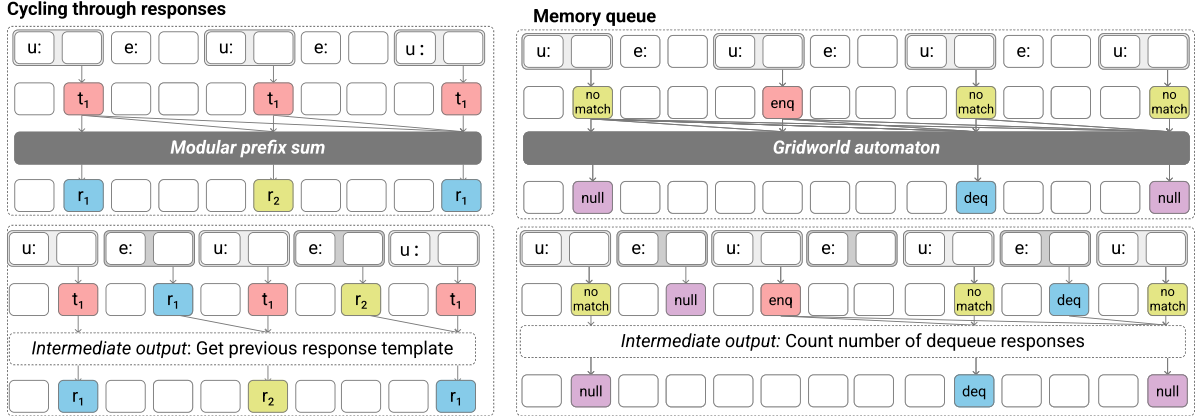 Cycling through responses
u: e: u: e: u:
t₁ t₁ t₁
Modular prefix sum
r₁ r₂ r₁
u: e: u: e: u:
t₁ r₁ t₁ r₂ t₁
Intermediate output: Get previous response template
r₁ r₂ r₁
Memory queue
u: e: u: e: u: e: u:
no match enq no match no match
Gridworld automaton
null deq null
u: e: u: e: u: e: u:
no match null enq no match deq no match
Intermediate output: Count number of dequeue responses
null deq null